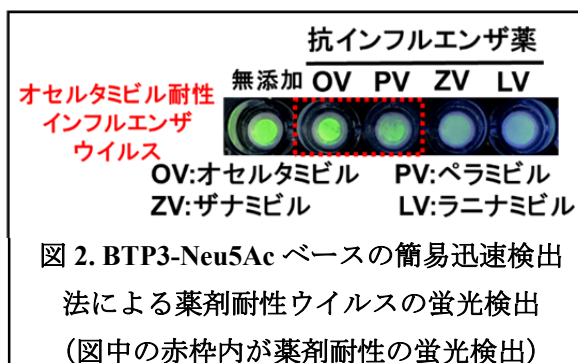 抗インフルエンザ薬
無添加 OV PV ZV LV
オセルタミビル耐性
インフルエンザ
ウイルス
OV:オセルタミビル PV:ペラミビル
ZV:ザナミビル LV:ラニナミビル
図 2. BTP3-Neu5Ac ベースの簡易迅速検出
法による薬剤耐性ウイルスの蛍光検出
(図中の赤枠内が薬剤耐性の蛍光検出)